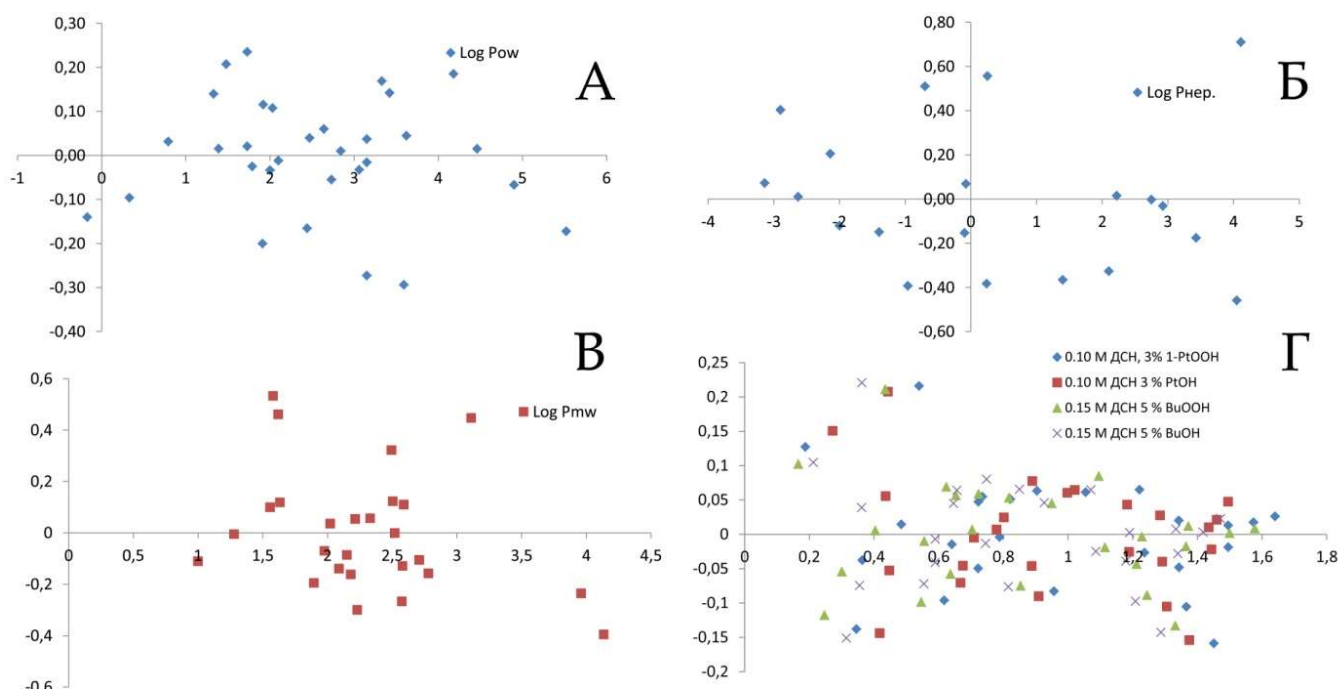 0,30
0,20
0,10
0,00
-0,10
-0,20
-0,30
-0,40
-1 0 1 2 3 4 5 6
Log Pow
А
0,80
0,60
0,40
0,20
0,00
-0,20
-0,40
-0,60
-4 -3 -2 -1 0 1 2 3 4 5
Log Pнер.
Б
0,6
0,4
0,2
0
-0,2
-0,4
-0,6
0 0,5 1 1,5 2 2,5 3 3,5 4 4,5
Log Pmw
В
0,25
0,2
0,15
0,1
0,05
0
-0,05
-0,1
-0,15
-0,2
0 0,2 0,4 0,6 0,8 1 1,2 1,4 1,6 1,8
0.10 М ДСН, 3% 1-PtOOH
0.10 М ДСН 3 % PtOH
0.15 М ДСН 5 % BuOOH
0.15 М ДСН 5 % BuOH
Г